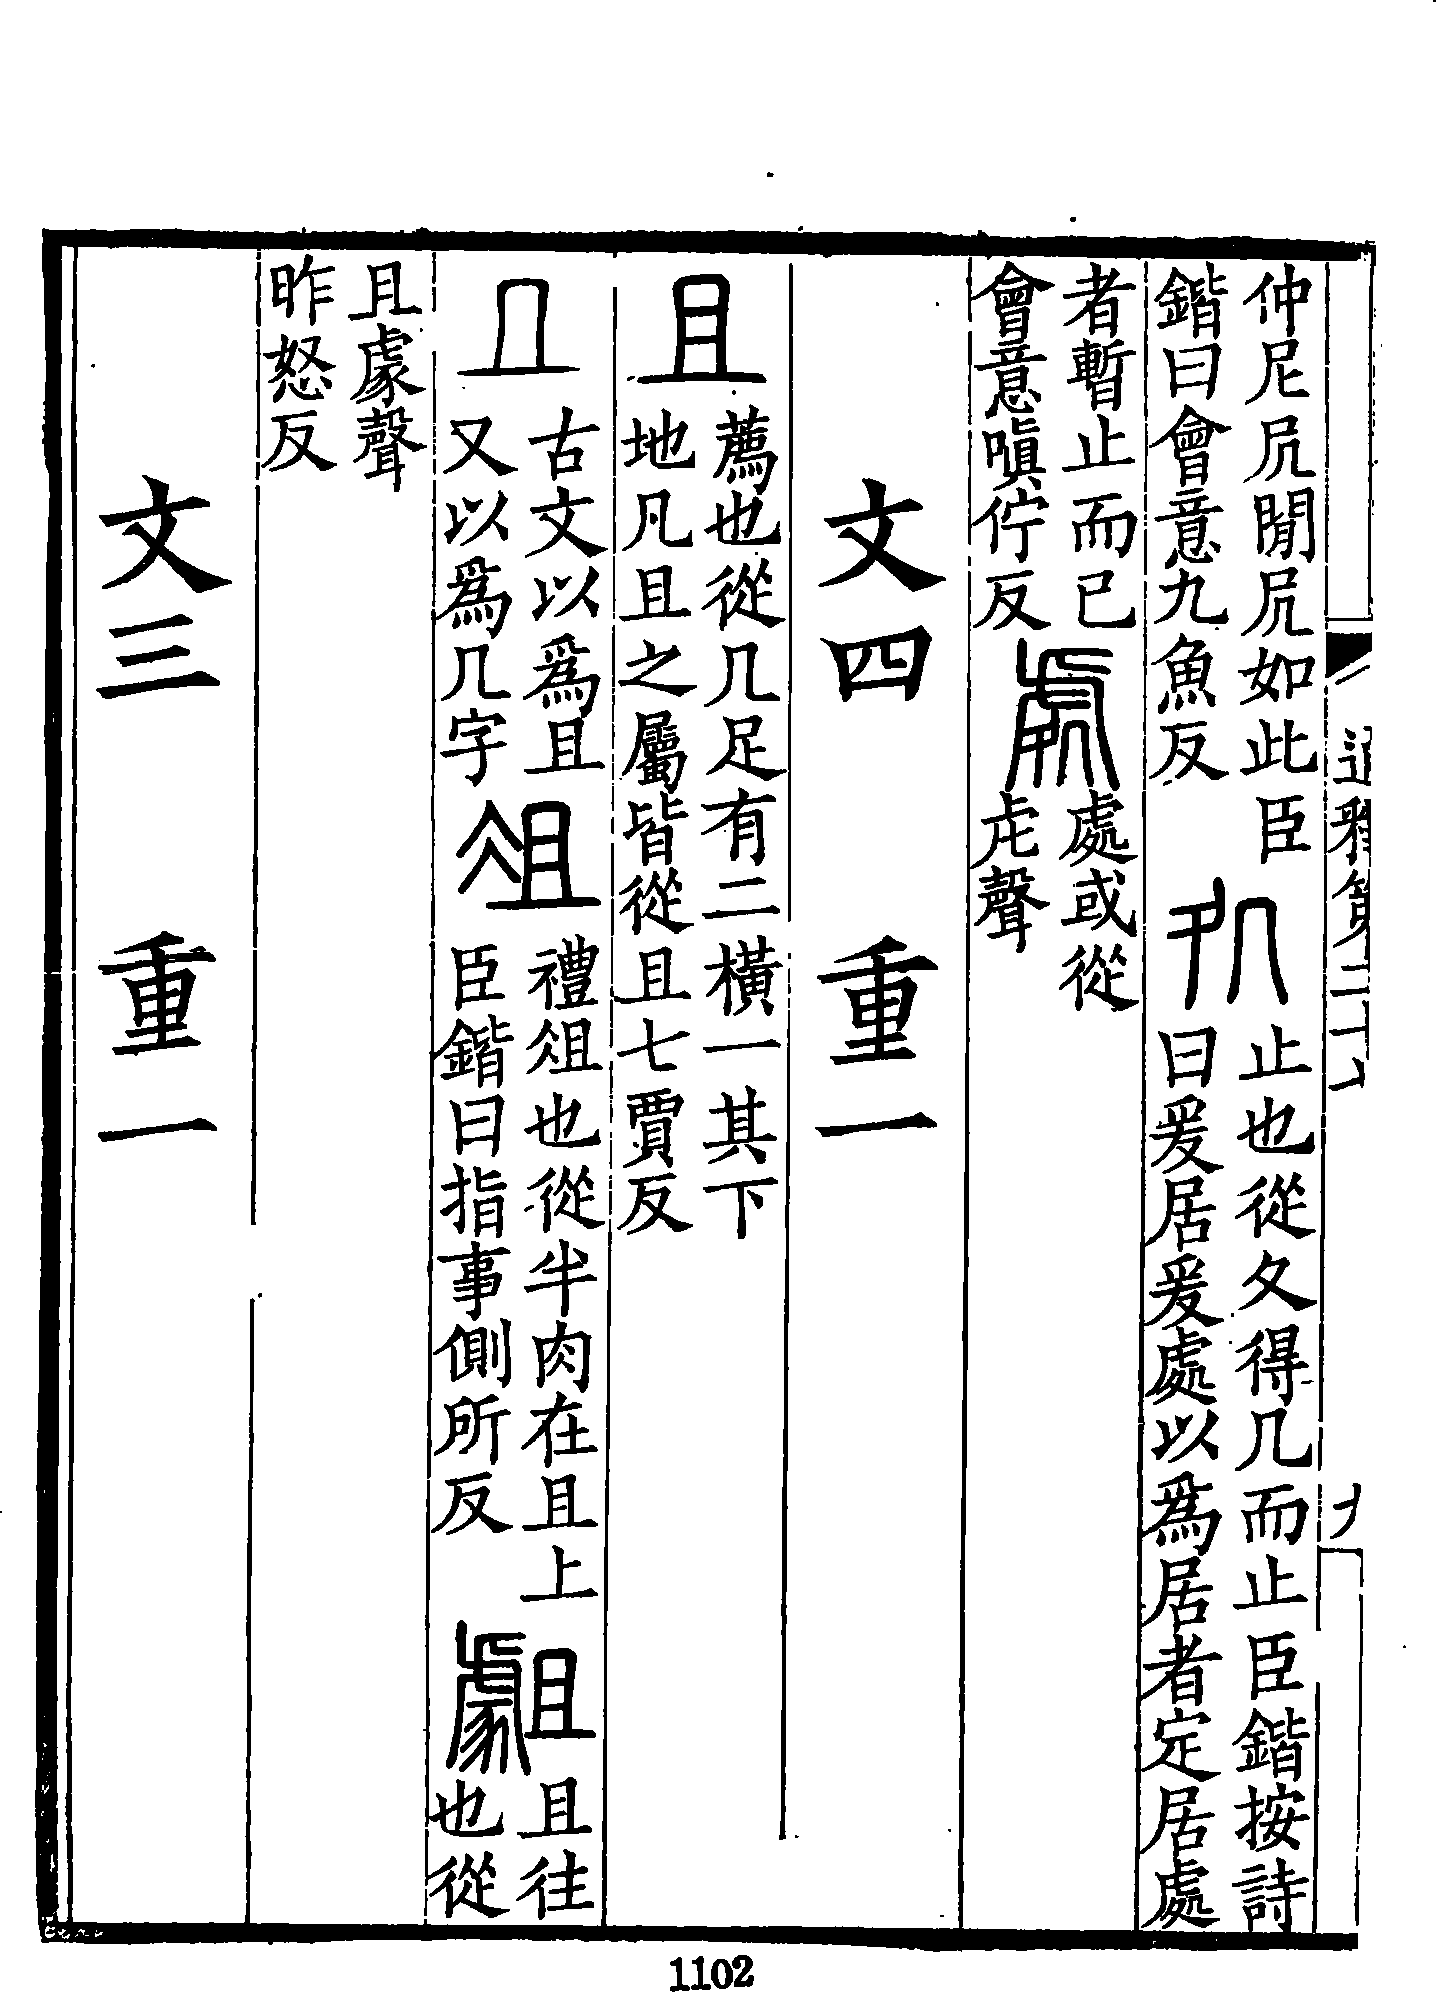 仲尼凥閒凥如此臣
鍇曰會意九魚反
処
止也從夂得几而止臣鍇按詩
曰爰居爰處以為居者定居處
者暫止而已
會意嗔佇反
處
處或從
虍聲
文四　重一
且
薦也從几足有二橫一其下
地凡且之屬皆從且七賈反
古文以為且
又以為几字
俎
禮俎也從半肉在且上
臣鍇曰指事側所反
且往
也從
且豦聲
昨怒反
文三　重一
1102